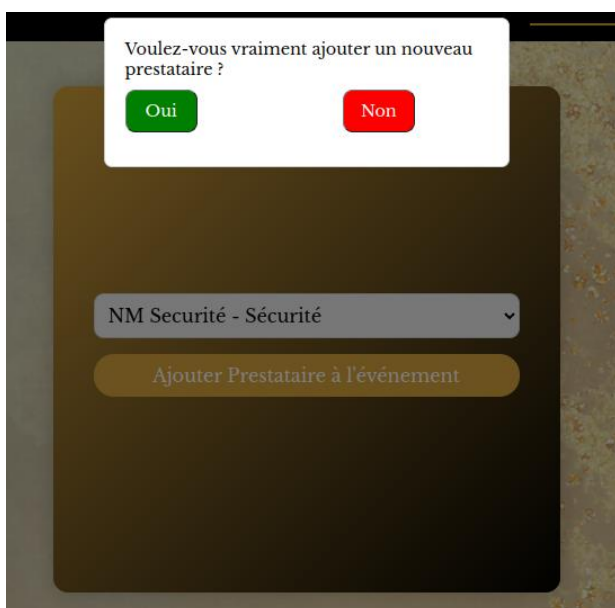 Voulez-vous vraiment ajouter un nouveau
prestataire ?
Oui
Non
NM Securité - Sécurité
Ajouter Prestataire à l'événement